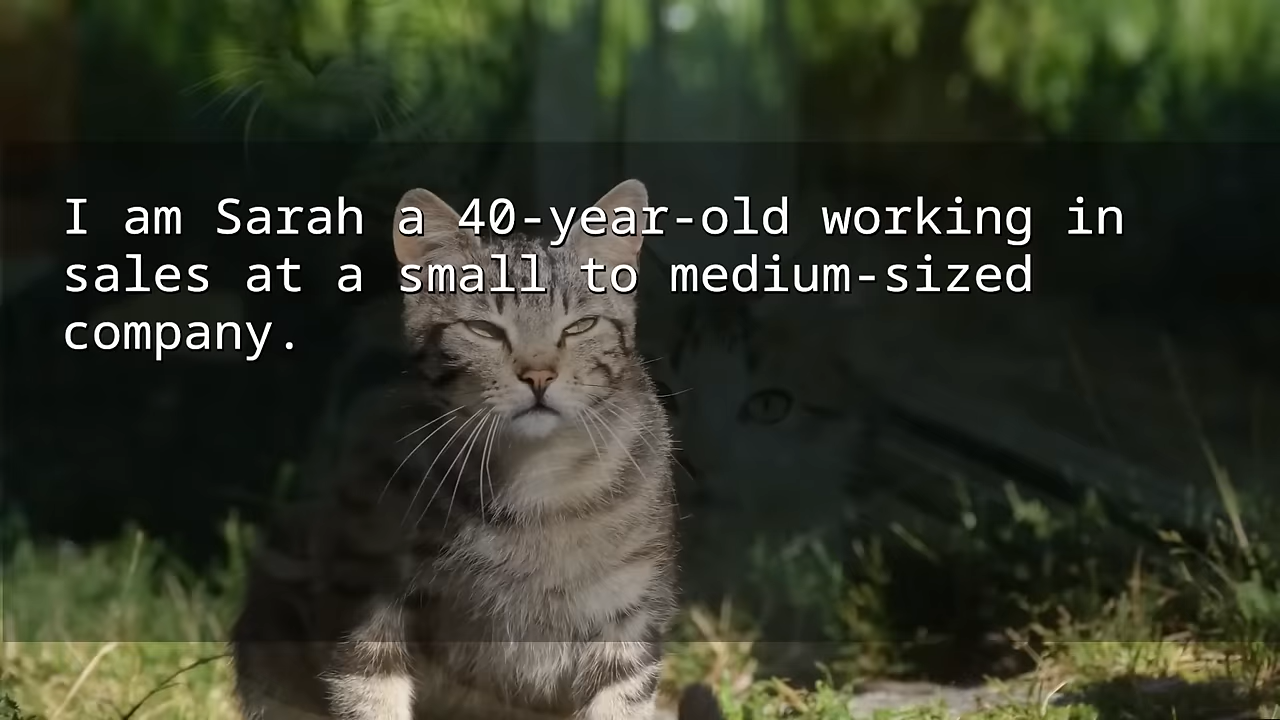 I am Sarah a 40-year-old working in
sales at a small to medium-sized
company.